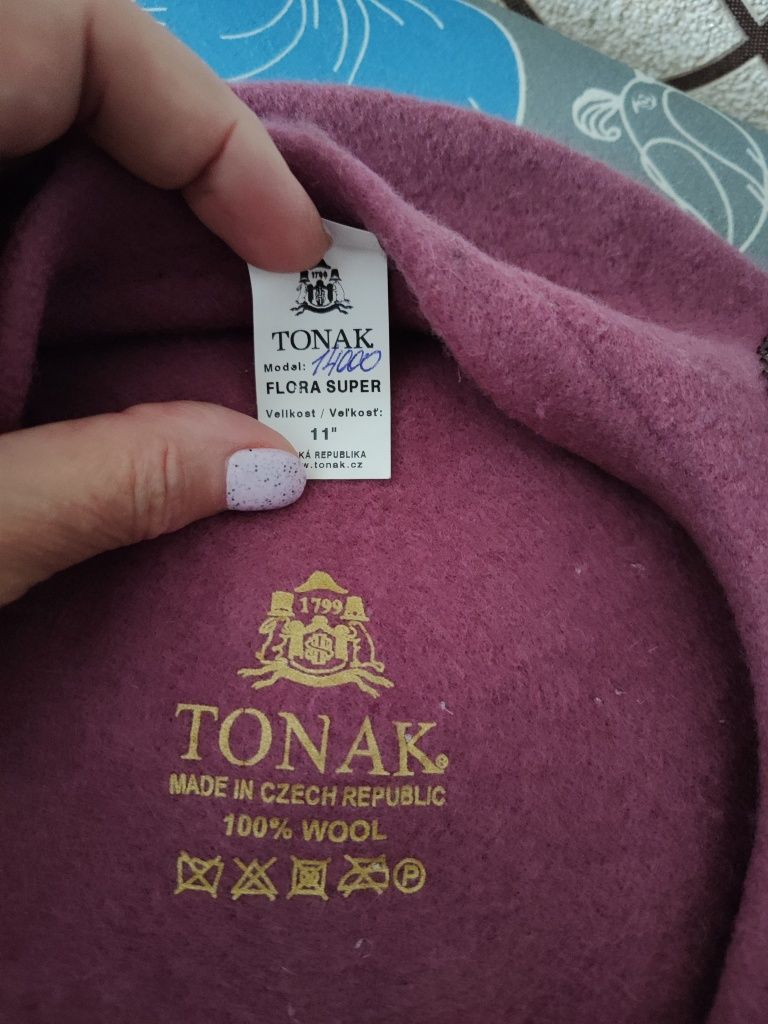 1799
TONAK
Model: 14000
FLORA SUPER
Velikost / Veľkosť:
11"
REPUBLIKA
.tonak.cz
1799
TONAK®
MADE IN CZECH REPUBLIC
100% WOOL
P